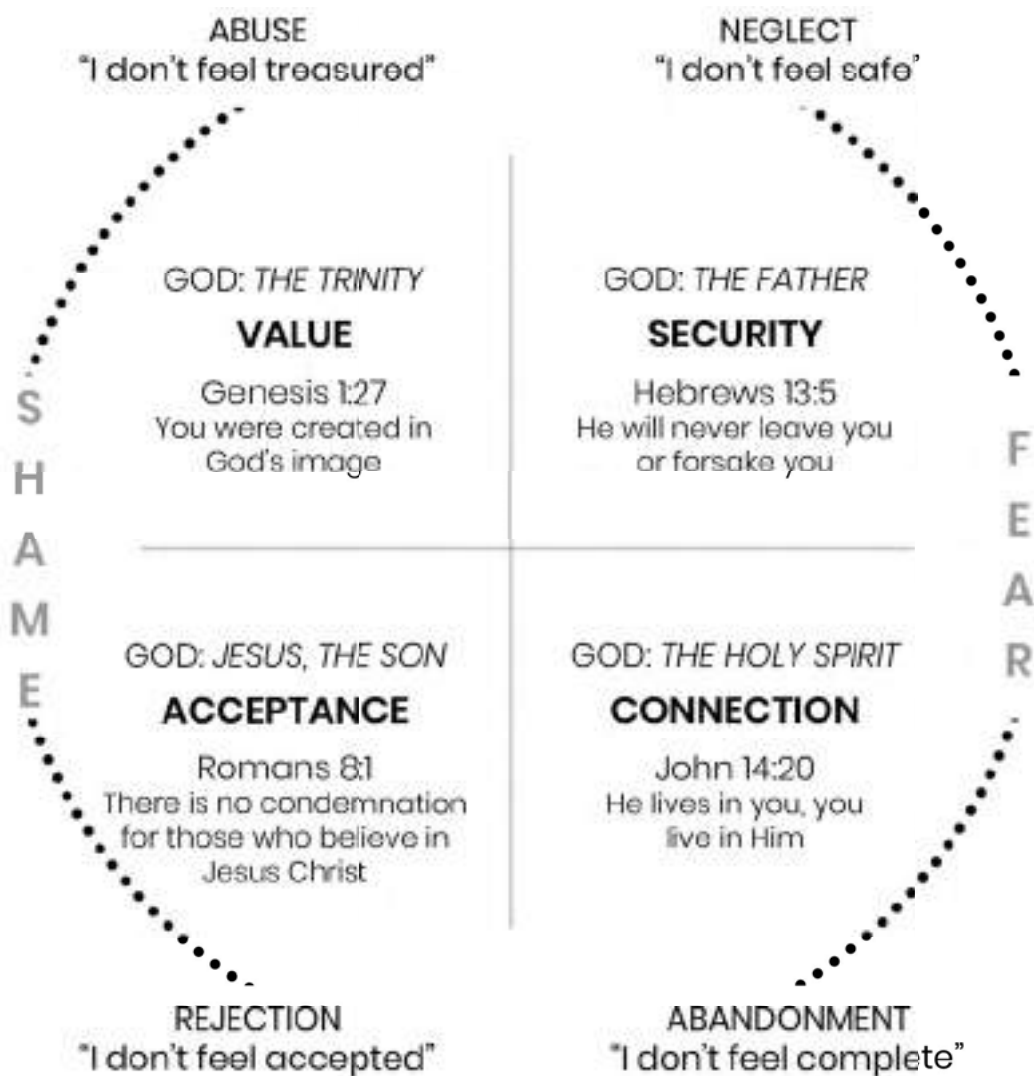 ABUSE
“I don’t feel treasured”
NEGLECT
“I don’t feel safe’
GOD: THE TRINITY
VALUE
Genesis 1:27
You were created in
God’s image
GOD: THE FATHER
SECURITY
Hebrews 13:5
He will never leave you
or forsake you
SHAME
FEAR
GOD: JESUS, THE SON
ACCEPTANCE
Romans 8:1
There is no condemnation
for those who believe in
Jesus Christ
GOD: THE HOLY SPIRIT
CONNECTION
John 14:20
He lives in you, you
live in Him
REJECTION
“I don’t feel accepted”
ABANDONMENT
“I don’t feel complete”